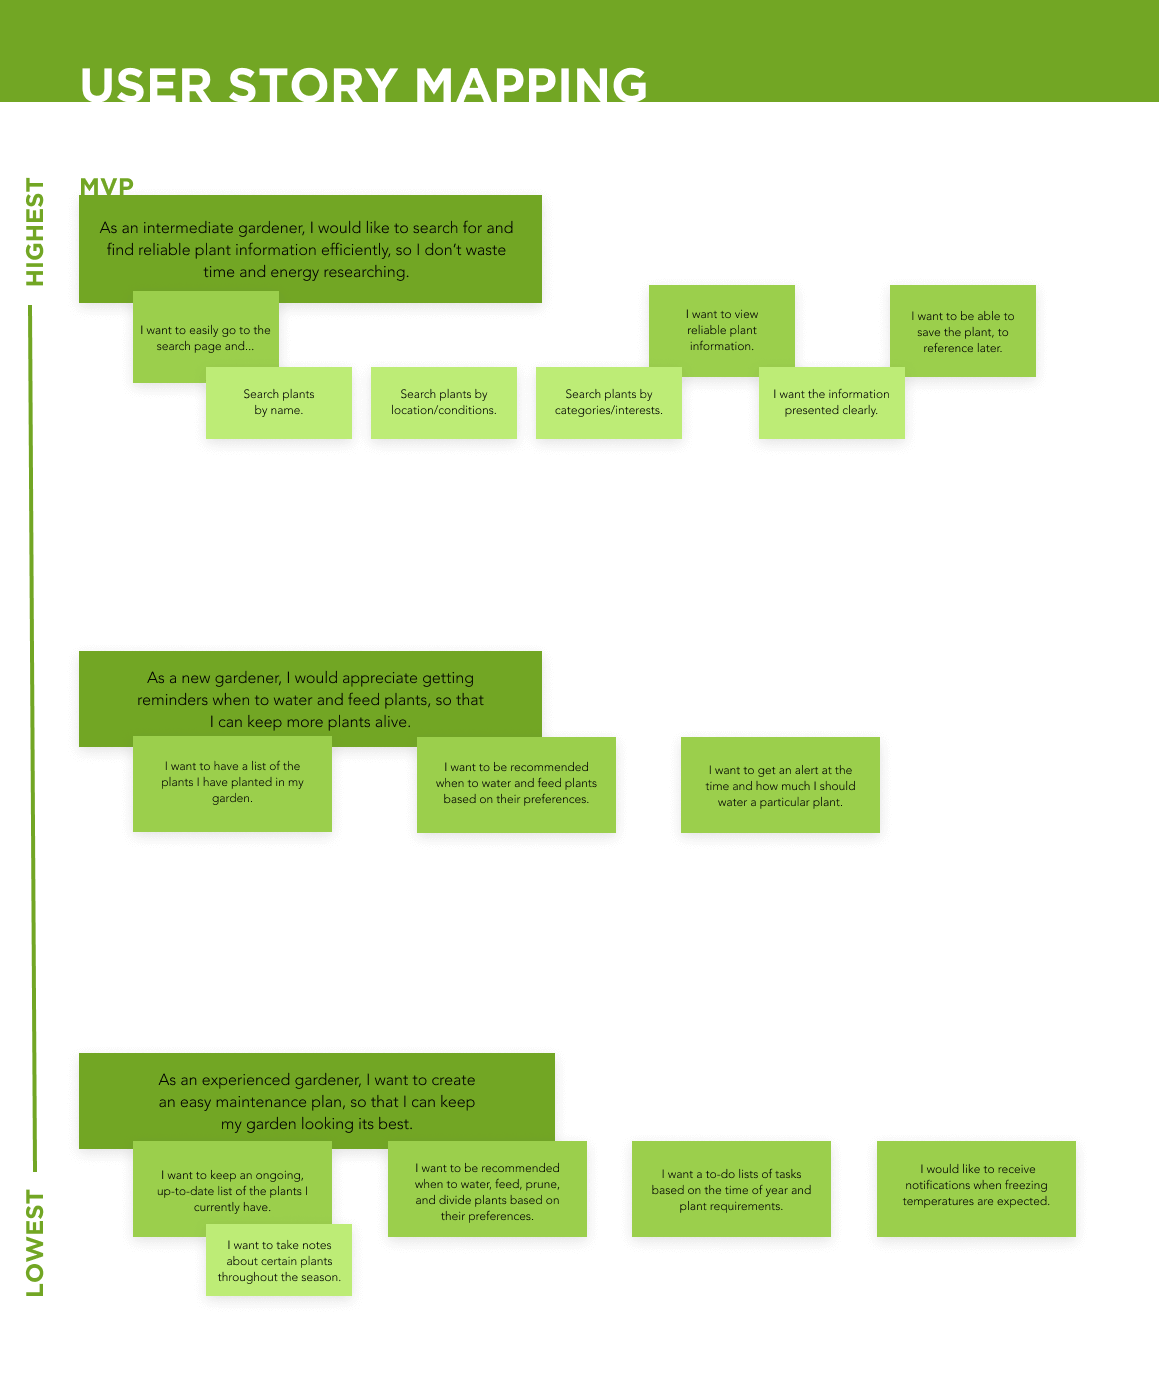 USER STORY MAPPING
HIGHEST
MVP
As an intermediate gardener, I would like to search for and
find reliable plant information efficiently, so I don't waste
time and energy researching.
I want to easily go to the
search page and...
Search plants
by name.
Search plants by
location/conditions.
Search plants by
categories/interests.
I want to view
reliable plant
information.
I want the information
presented clearly.
I want to be able to
save the plant, to
reference later.
As a new gardener, I would appreciate getting
reminders when to water and feed plants, so that
I can keep more plants alive.
I want to have a list of the
plants I have planted in my
garden.
I want to be recommended
when to water and feed plants
based on their preferences.
I want to get an alert at the
time and how much I should
water a particular plant.
As an experienced gardener, I want to create
an easy maintenance plan, so that I can keep
my garden looking its best.
I want to keep an ongoing,
up-to-date list of the plants I
currently have.
I want to take notes
about certain plants
throughout the season.
I want to be recommended
when to water, feed, prune,
and divide plants based on
their preferences.
I want a to-do lists of tasks
based on the time of year and
plant requirements.
I would like to receive
notifications when freezing
temperatures are expected.
LOWEST